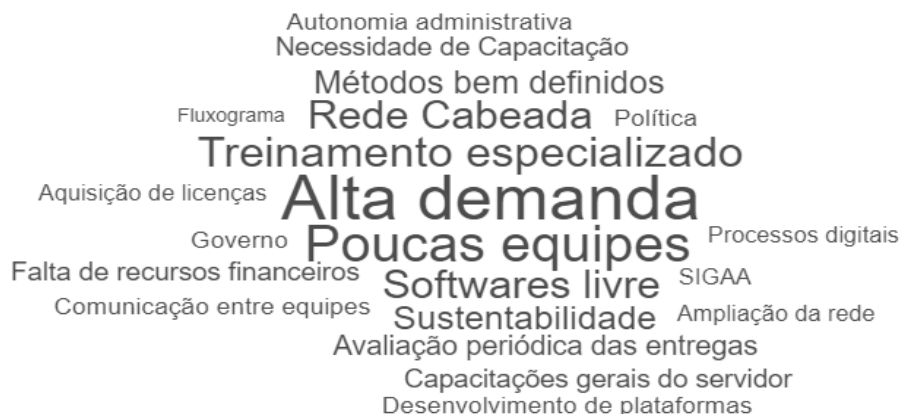 Autonomia administrativa
Necessidade de Capacitação
Métodos bem definidos
Fluxograma
Rede Cabeada
Política
Treinamento especializado
Aquisição de licenças
Alta demanda
Governo
Poucas equipes
Processos digitais
Falta de recursos financeiros
Softwares livre
SIGAA
Comunicação entre equipes
Sustentabilidade
Ampliação da rede
Avaliação periódica das entregas
Capacitações gerais do servidor
Desenvolvimento de plataformas